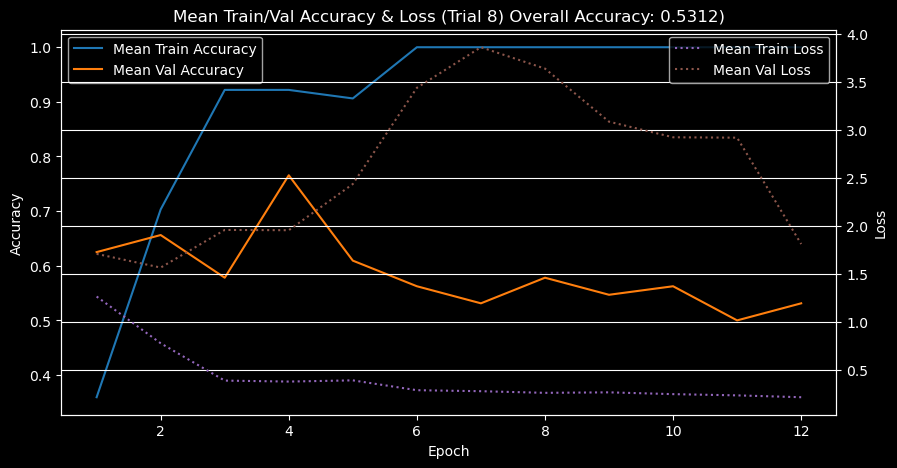 Mean Train/Val Accuracy & Loss (Trial 8) Overall Accuracy: 0.5312)
Mean Train Accuracy
Mean Val Accuracy
Mean Train Loss
Mean Val Loss
1.0
0.9
0.8
0.7
0.6
0.5
0.4
Accuracy
4.0
3.5
3.0
2.5
2.0
1.5
1.0
0.5
Loss
2 4 6 8 10 12
Epoch